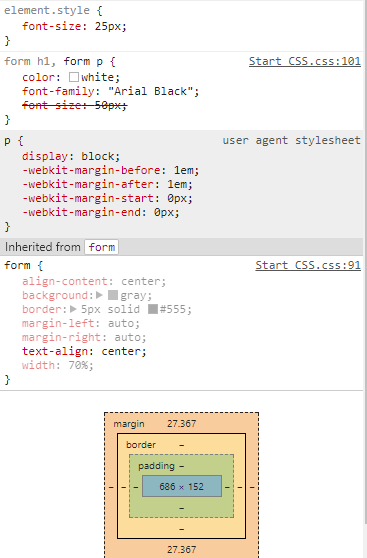 element.style {
font-size: 25px;
}
form h1, form p { Start CSS.css:101
color: white;
font-family: "Arial Black";
font-size: 50px;
}
p { user agent stylesheet
display: block;
-webkit-margin-before: 1em;
-webkit-margin-after: 1em;
-webkit-margin-start: 0px;
-webkit-margin-end: 0px;
}
Inherited from form
form { Start CSS.css:91
align-content: center;
background:▶gray;
border:▶5px solid #555;
margin-left: auto;
margin-right: auto;
text-align: center;
width: 70%;
}
margin 27.367
border –
padding –
– – – 686 × 152 – – –
–
–
27.367